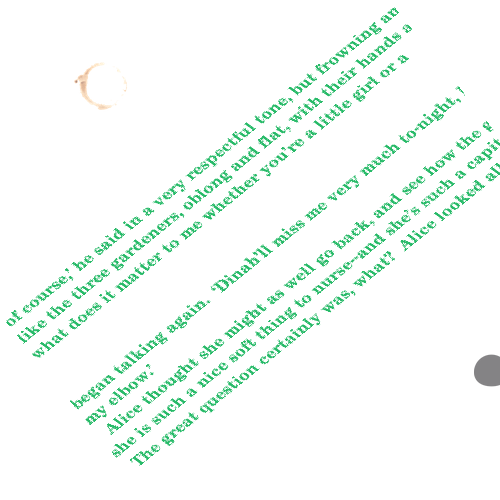 of course,' he said in a very respectful tone, but frowning an
like the three gardeners, oblong and flat, with their hands a
what does it matter to me whether you're a little girl or a
began talking again. 'Dinah'll miss me very much to-night,
my elbow.'
Alice thought she might as well go back, and see how the g
she is such a nice soft thing to nurse--and she's such a capit
The great question certainly was, what? Alice looked all